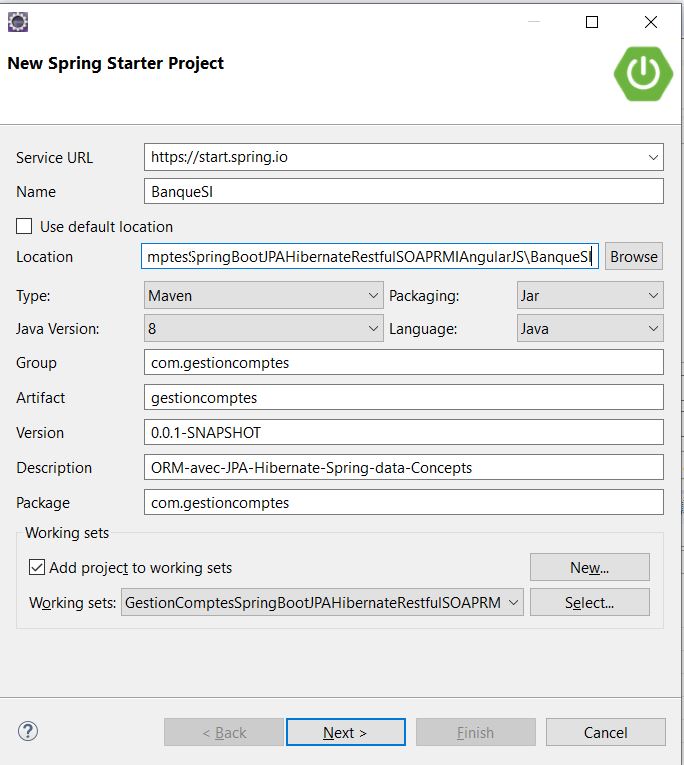 New Spring Starter Project
Service URL https://start.spring.io
Name BanqueSI
Use default location
Location mptesSpringBootJPAHibernateRestfulSOAPRMIAngularJS\BanqueSI Browse
Type: Maven Packaging: Jar
Java Version: 8 Language: Java
Group com.gestioncomptes
Artifact gestioncomptes
Version 0.0.1-SNAPSHOT
Description ORM-avec-JPA-Hibernate-Spring-data-Concepts
Package com.gestioncomptes
Working sets
Add project to working sets New...
Working sets: GestionComptesSpringBootJPAHibernateRestfulSOAPRM Select...
? < Back Next > Finish Cancel